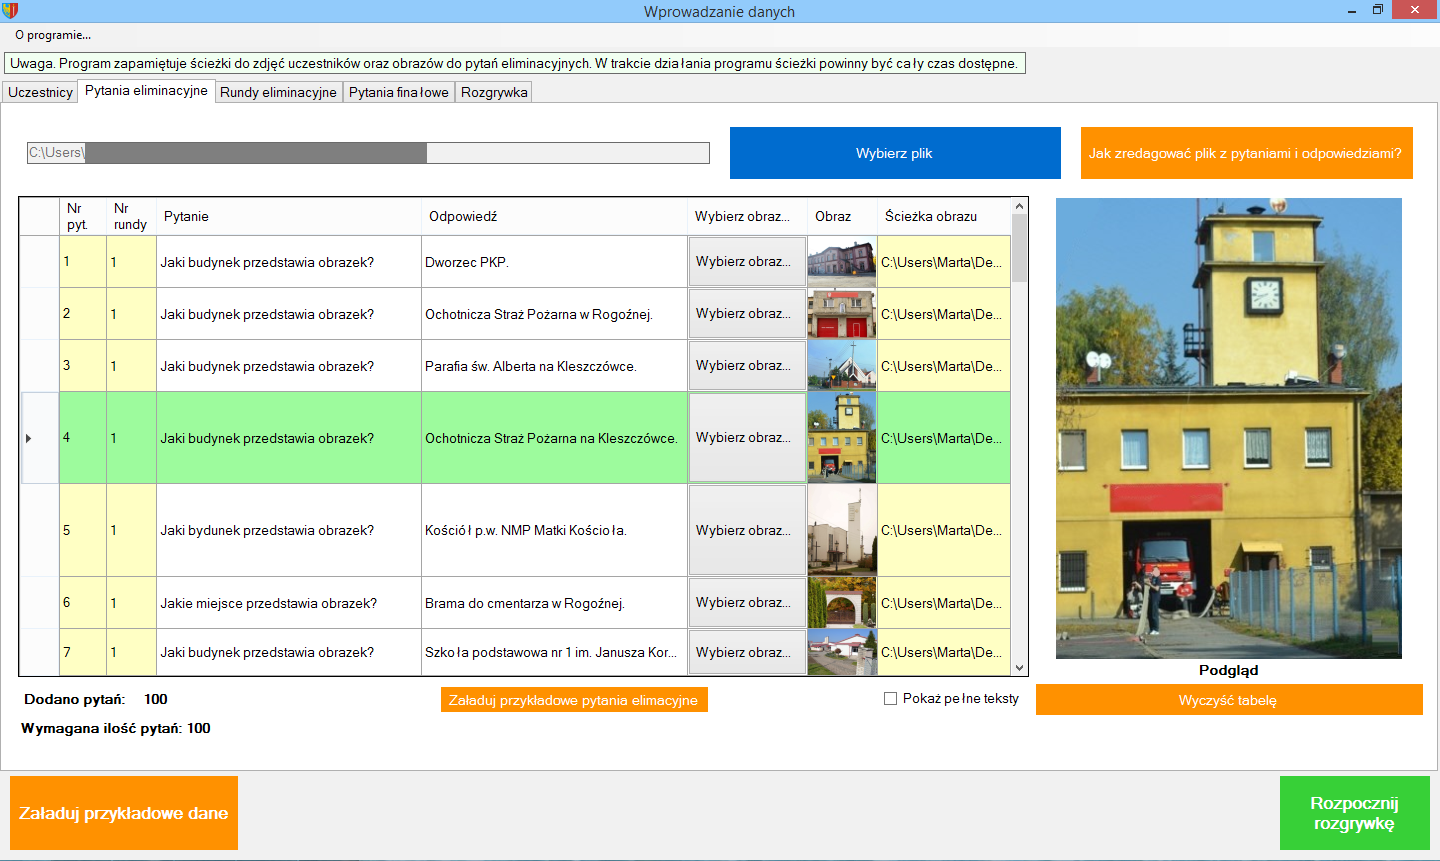 Wprowadzanie danych
O programie...
Uwaga. Program zapamiętuje ścieżki do zdjęć uczestników oraz obrazów do pytań eliminacyjnych. W trakcie działania programu ścieżki powinny być cały czas dostępne.
Uczestnicy Pytania eliminacyjne Rundy eliminacyjne Pytania finałowe Rozgrywka
C:\Users\ Wybierz plik Jak zredagować plik z pytaniami i odpowiedziami?
Nr pyt. Nr rundy Pytanie Odpowiedź Wybierz obraz... Obraz Ścieżka obrazu
1 1 Jaki budynek przedstawia obrazek? Dworzec PKP. Wybierz obraz... C:\Users\Marta\De...
2 1 Jaki budynek przedstawia obrazek? Ochotnicza Straż Pożarna w Rogoźnej. Wybierz obraz... C:\Users\Marta\De...
3 1 Jaki budynek przedstawia obrazek? Parafia św. Alberta na Kleszczówce. Wybierz obraz... C:\Users\Marta\De...
4 1 Jaki budynek przedstawia obrazek? Ochotnicza Straż Pożarna na Kleszczówce. Wybierz obraz... C:\Users\Marta\De...
5 1 Jaki bydunek przedstawia obrazek? Kościół p.w. NMP Matki Kościoła. Wybierz obraz... C:\Users\Marta\De...
6 1 Jakie miejsce przedstawia obrazek? Brama do cmentarza w Rogoźnej. Wybierz obraz... C:\Users\Marta\De...
7 1 Jaki budynek przedstawia obrazek? Szkoła podstawowa nr 1 im. Janusza Kor... Wybierz obraz... C:\Users\Marta\De...
Podgląd
Dodano pytań: 100 Załaduj przykładowe pytania elimacyjne Pokaż pełne teksty Wyczyść tabelę
Wymagana ilość pytań: 100
Załaduj przykładowe dane
Rozpocznij
rozgrywkę